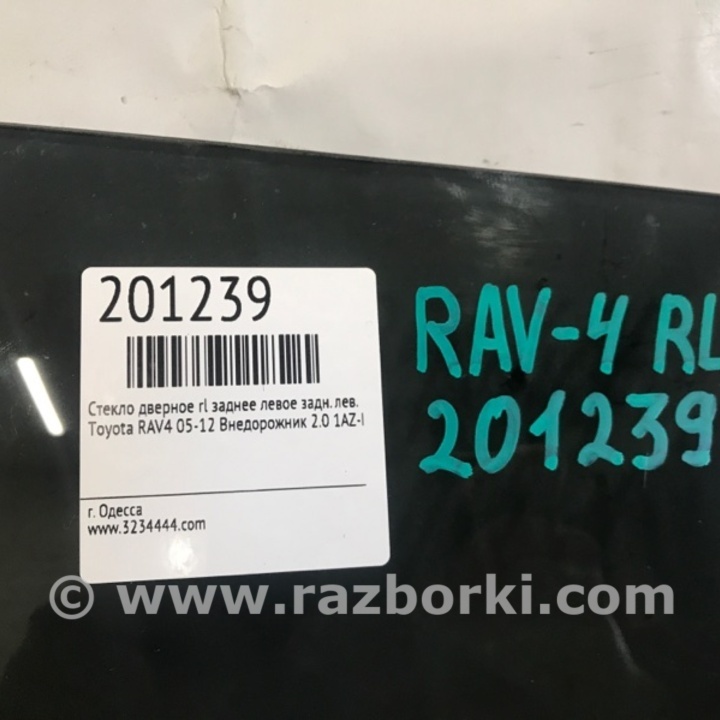 201239
Стекло дверное rl заднее левое задн. лев.
Toyota RAV4 05-12 Внедорожник 2.0 1AZ-I
г. Одесса
www.3234444.com
RAV-4 RL
201239
© www.razborki.com